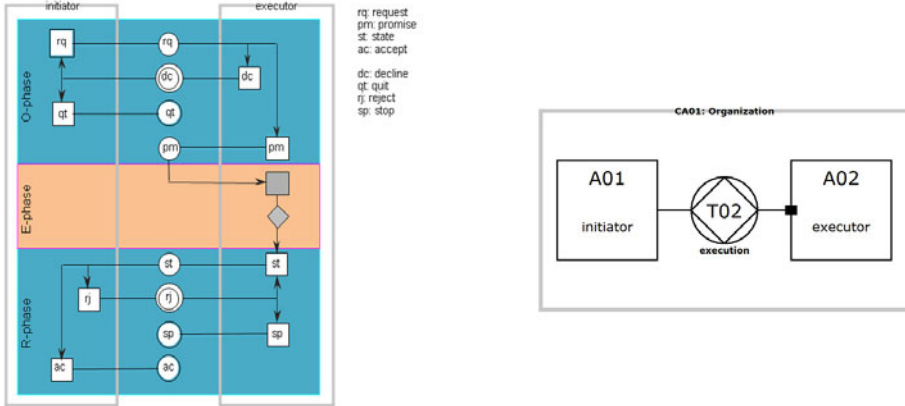 initiator
executor
rq
rq
dc
dc
qt
qt
pm
pm
O-phase
E-phase
st
st
rj
rj
sp
sp
ac
ac
R-phase
rq: request
pm: promise
st: state
ac: accept
dc: decline
qt: quit
rj: reject
sp: stop
CA01: Organization
A01
initiator
T02
execution
A02
executor